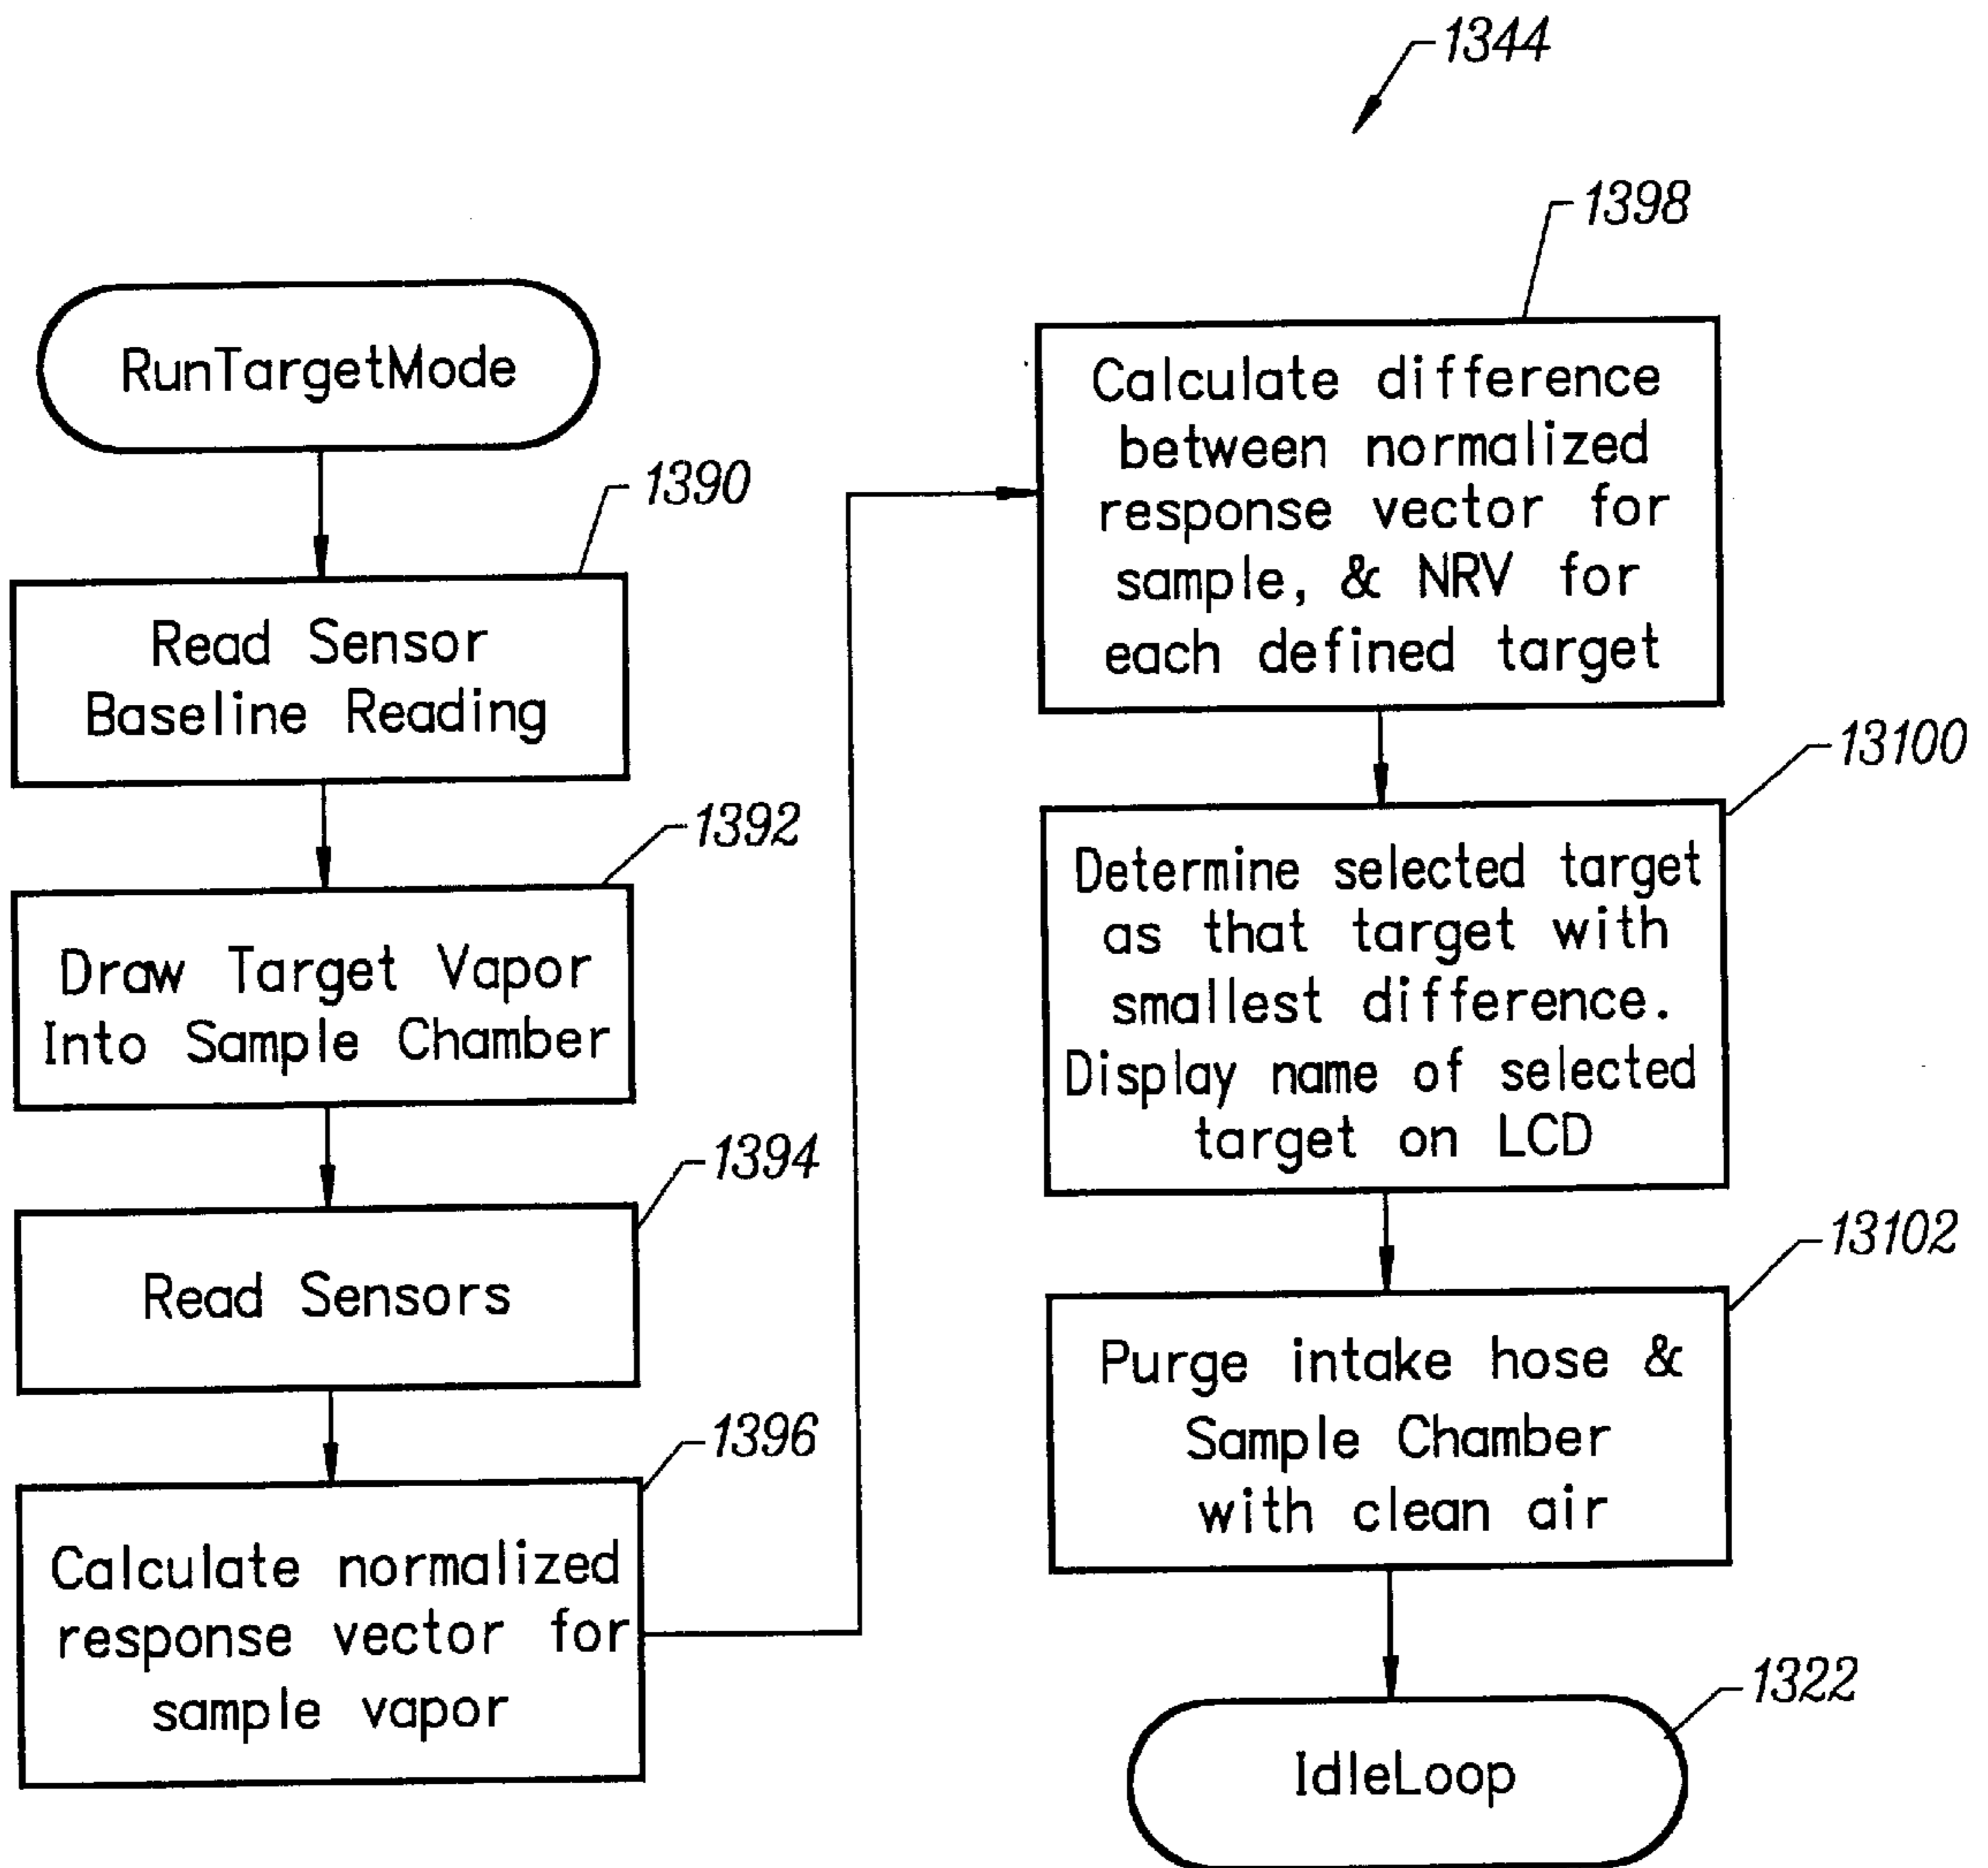 1344
RunTargetMode
1390
Read Sensor
Baseline Reading
1392
Draw Target Vapor
Into Sample Chamber
1394
Read Sensors
1396
Calculate normalized
response vector for
sample vapor
1398
Calculate difference
between normalized
response vector for
sample, & NRV for
each defined target
13100
Determine selected target
as that target with
smallest difference.
Display name of selected
target on LCD
13102
Purge intake hose &
Sample Chamber
with clean air
1322
IdleLoop